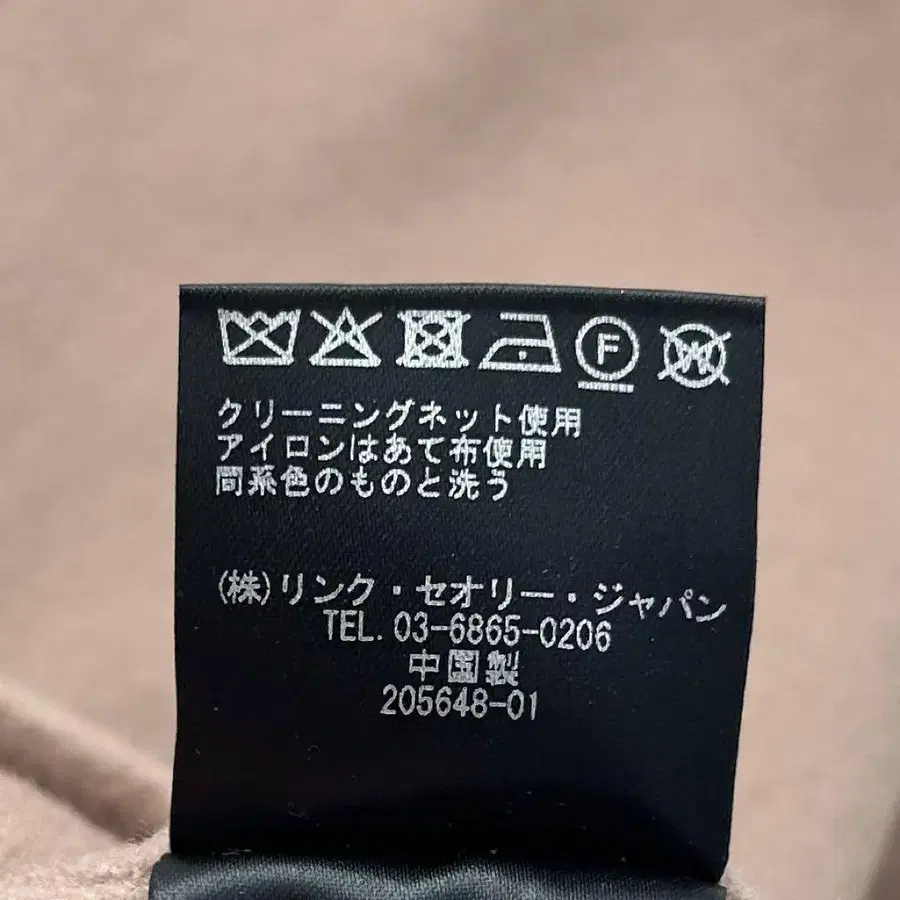 F
W
クリーニングネット使用
アイロンはあて布使用
同系色のものと洗う
(株)リンク・セオリー・ジャパン
TEL. 03-6865-0206
中国製
205648-01